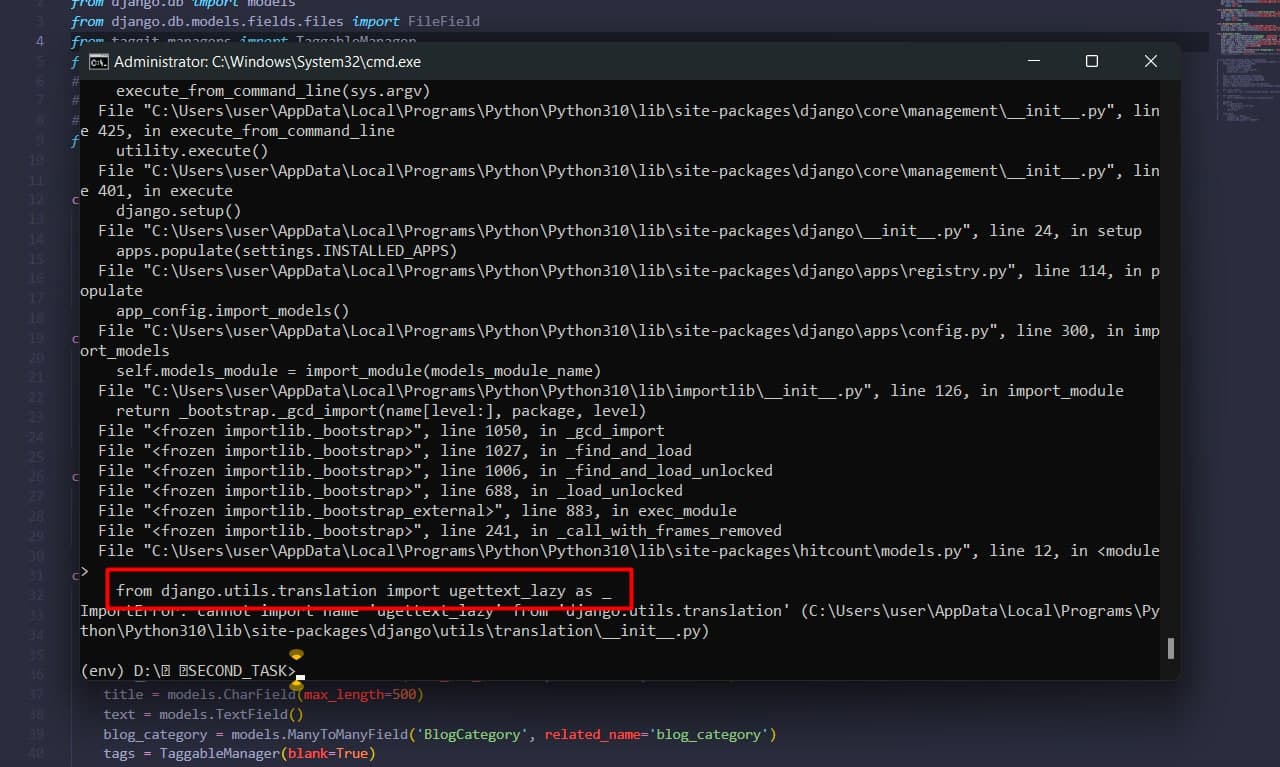 from django.db import models
3 from django.db.models.fields.files import FileField
4 from taggit.managers import TaggableManager
Administrator: C:\Windows\System32\cmd.exe
execute_from_command_line(sys.argv)
File "C:\Users\user\AppData\Local\Programs\Python\Python310\lib\site-packages\django\core\management\__init__.py", lin
e 425, in execute_from_command_line
utility.execute()
File "C:\Users\user\AppData\Local\Programs\Python\Python310\lib\site-packages\django\core\management\__init__.py", lin
e 401, in execute
django.setup()
File "C:\Users\user\AppData\Local\Programs\Python\Python310\lib\site-packages\django\__init__.py", line 24, in setup
apps.populate(settings.INSTALLED_APPS)
File "C:\Users\user\AppData\Local\Programs\Python\Python310\lib\site-packages\django\apps\registry.py", line 114, in p
opulate
app_config.import_models()
File "C:\Users\user\AppData\Local\Programs\Python\Python310\lib\site-packages\django\apps\config.py", line 300, in imp
ort_models
self.models_module = import_module(models_module_name)
File "C:\Users\user\AppData\Local\Programs\Python\Python310\lib\importlib\__init__.py", line 126, in import_module
return _bootstrap._gcd_import(name[level:], package, level)
File "<frozen importlib._bootstrap>", line 1050, in _gcd_import
File "<frozen importlib._bootstrap>", line 1027, in _find_and_load
File "<frozen importlib._bootstrap>", line 1006, in _find_and_load_unlocked
File "<frozen importlib._bootstrap>", line 688, in _load_unlocked
File "<frozen importlib._bootstrap_external>", line 883, in exec_module
File "<frozen importlib._bootstrap>", line 241, in _call_with_frames_removed
File "C:\Users\user\AppData\Local\Programs\Python\Python310\lib\site-packages\hitcount\models.py", line 12, in <module
>
from django.utils.translation import ugettext_lazy as _
ImportError: cannot import name 'ugettext_lazy' from 'django.utils.translation' (C:\Users\user\AppData\Local\Programs\Py
thon\Python310\lib\site-packages\django\utils\translation\__init__.py)
(env) D:\ SECOND_TASK>
37 title = models.CharField(max_length=500)
38 text = models.TextField()
39 blog_category = models.ManyToManyField('BlogCategory', related_name='blog_category')
40 tags = TaggableManager(blank=True)